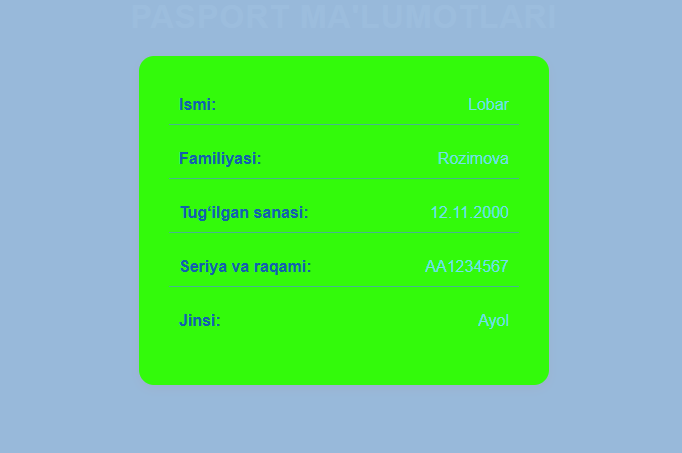 PASPORT MA'LUMOTLARI
Ismi: Lobar
Familiyasi: Rozimova
Tug‘ilgan sanasi: 12.11.2000
Seriya va raqami: AA1234567
Jinsi: Ayol